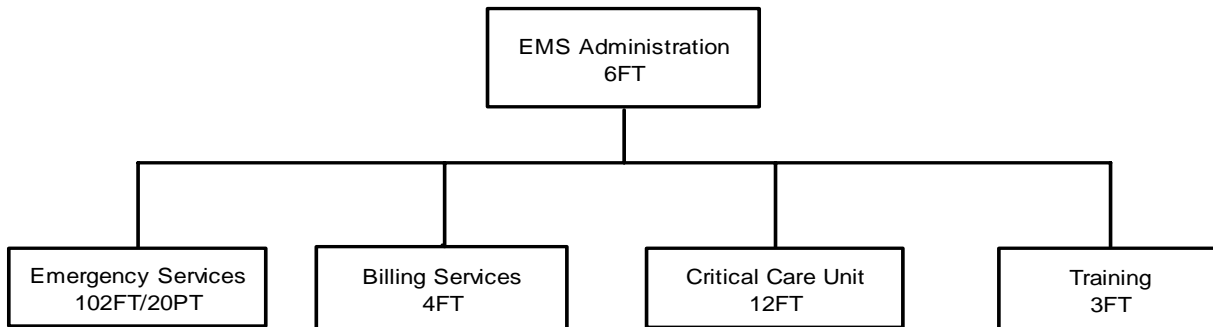 EMS Administration
6FT
Emergency Services
102FT/20PT
Billing Services
4FT
Critical Care Unit
12FT
Training
3FT